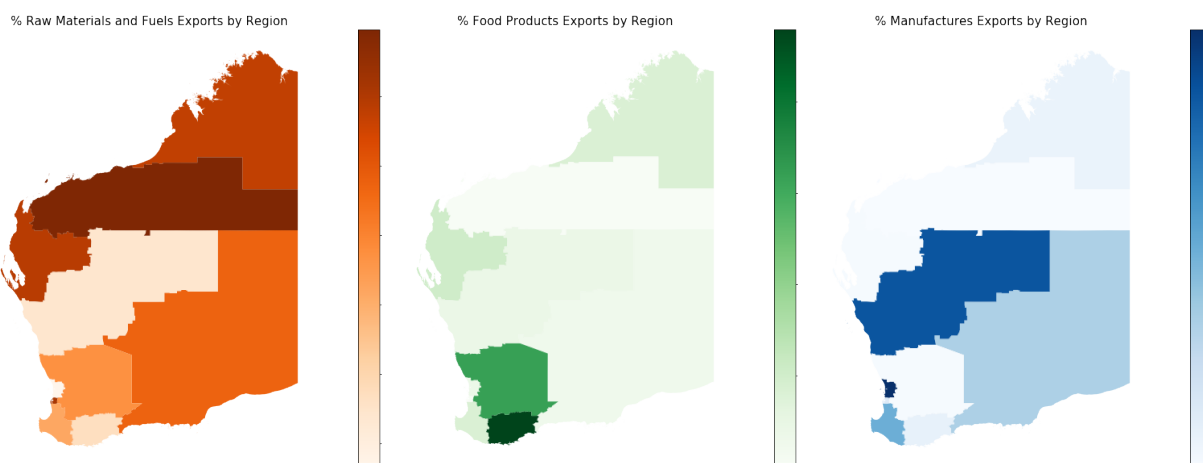 % Raw Materials and Fuels Exports by Region
% Food Products Exports by Region
% Manufactures Exports by Region